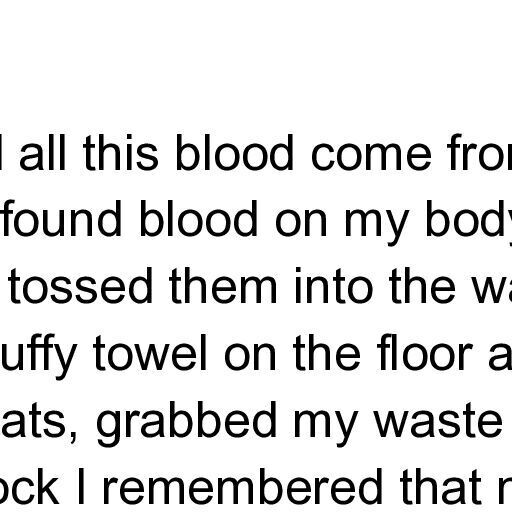 all this blood come from
found blood on my body
tossed them into the wa
uffy towel on the floor a
ats, grabbed my waste
ock I remembered that